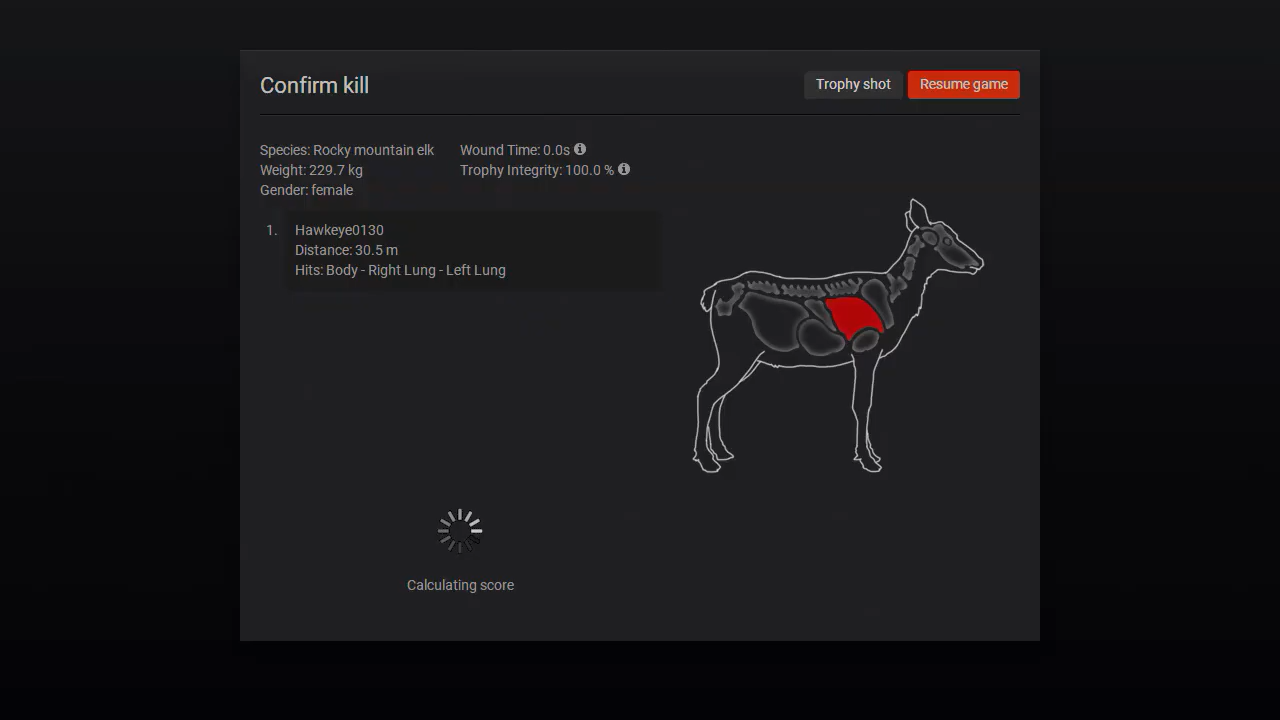 Confirm kill
Trophy shot
Resume game
Species: Rocky mountain elk
Weight: 229.7 kg
Gender: female
Wound Time: 0.0s
Trophy Integrity: 100.0 %
1.
Hawkeye0130
Distance: 30.5 m
Hits: Body - Right Lung - Left Lung
Calculating score